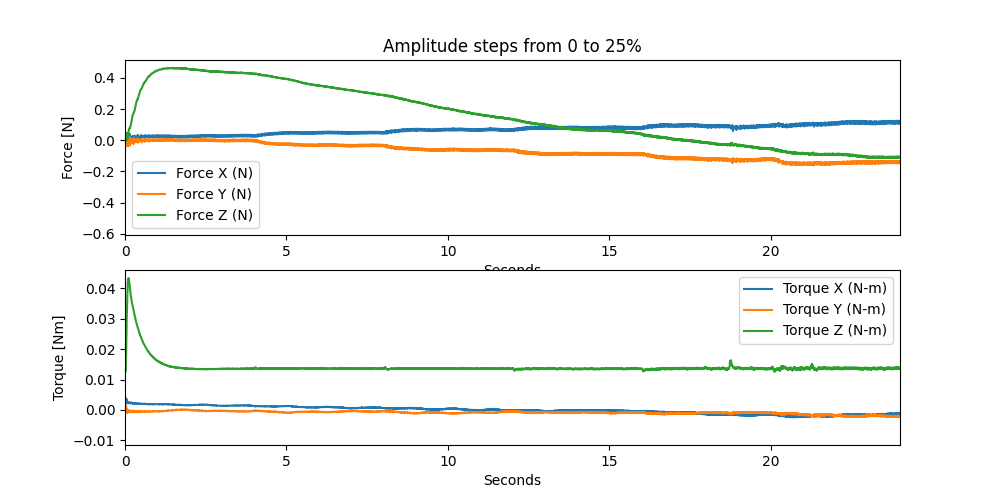 Amplitude steps from 0 to 25%
Force [N]
0.4
0.2
0.0
−0.2
−0.4
−0.6
Force X (N)
Force Y (N)
Force Z (N)
0 5 10 15 20
Seconds
Torque [Nm]
0.04
0.03
0.02
0.01
0.00
−0.01
Torque X (N-m)
Torque Y (N-m)
Torque Z (N-m)
0 5 10 15 20
Seconds